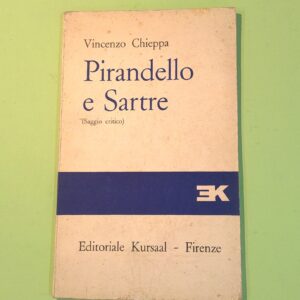 Vincenzo Chieppa
Pirandello
e Sartre
(Saggio critico)
EK
Editoriale Kursaal - Firenze